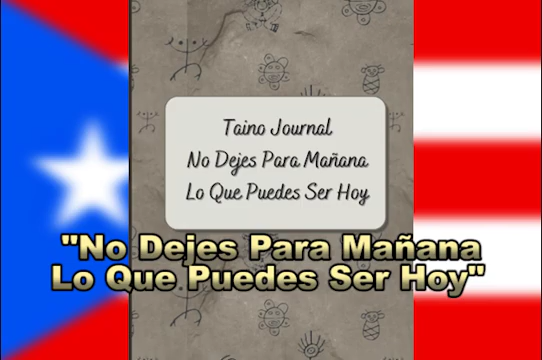 Taino Journal
No Dejes Para Mañana
Lo Que Puedes Ser Hoy
"No Dejes Para Mañana
Lo Que Puedes Ser Hoy"